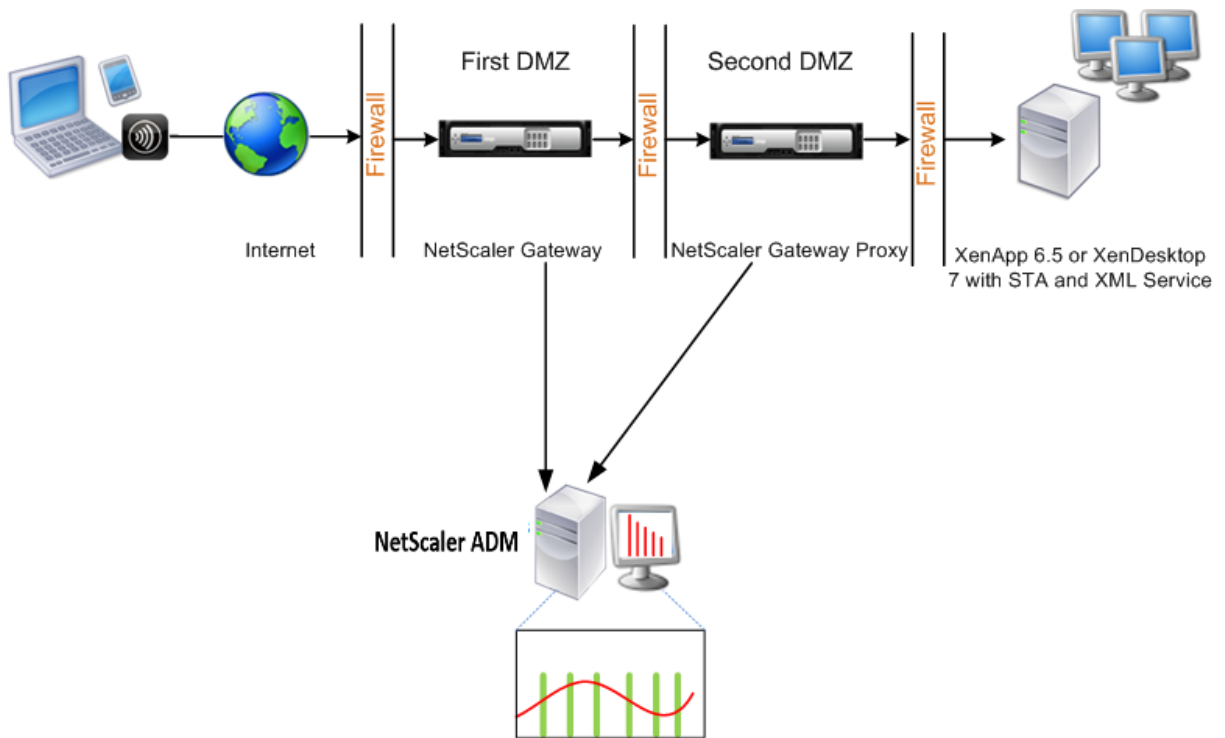 First DMZ
Second DMZ
Firewall
Firewall
Firewall
Internet
NetScaler Gateway
NetScaler Gateway Proxy
XenApp 6.5 or XenDesktop
7 with STA and XML Service
NetScaler ADM